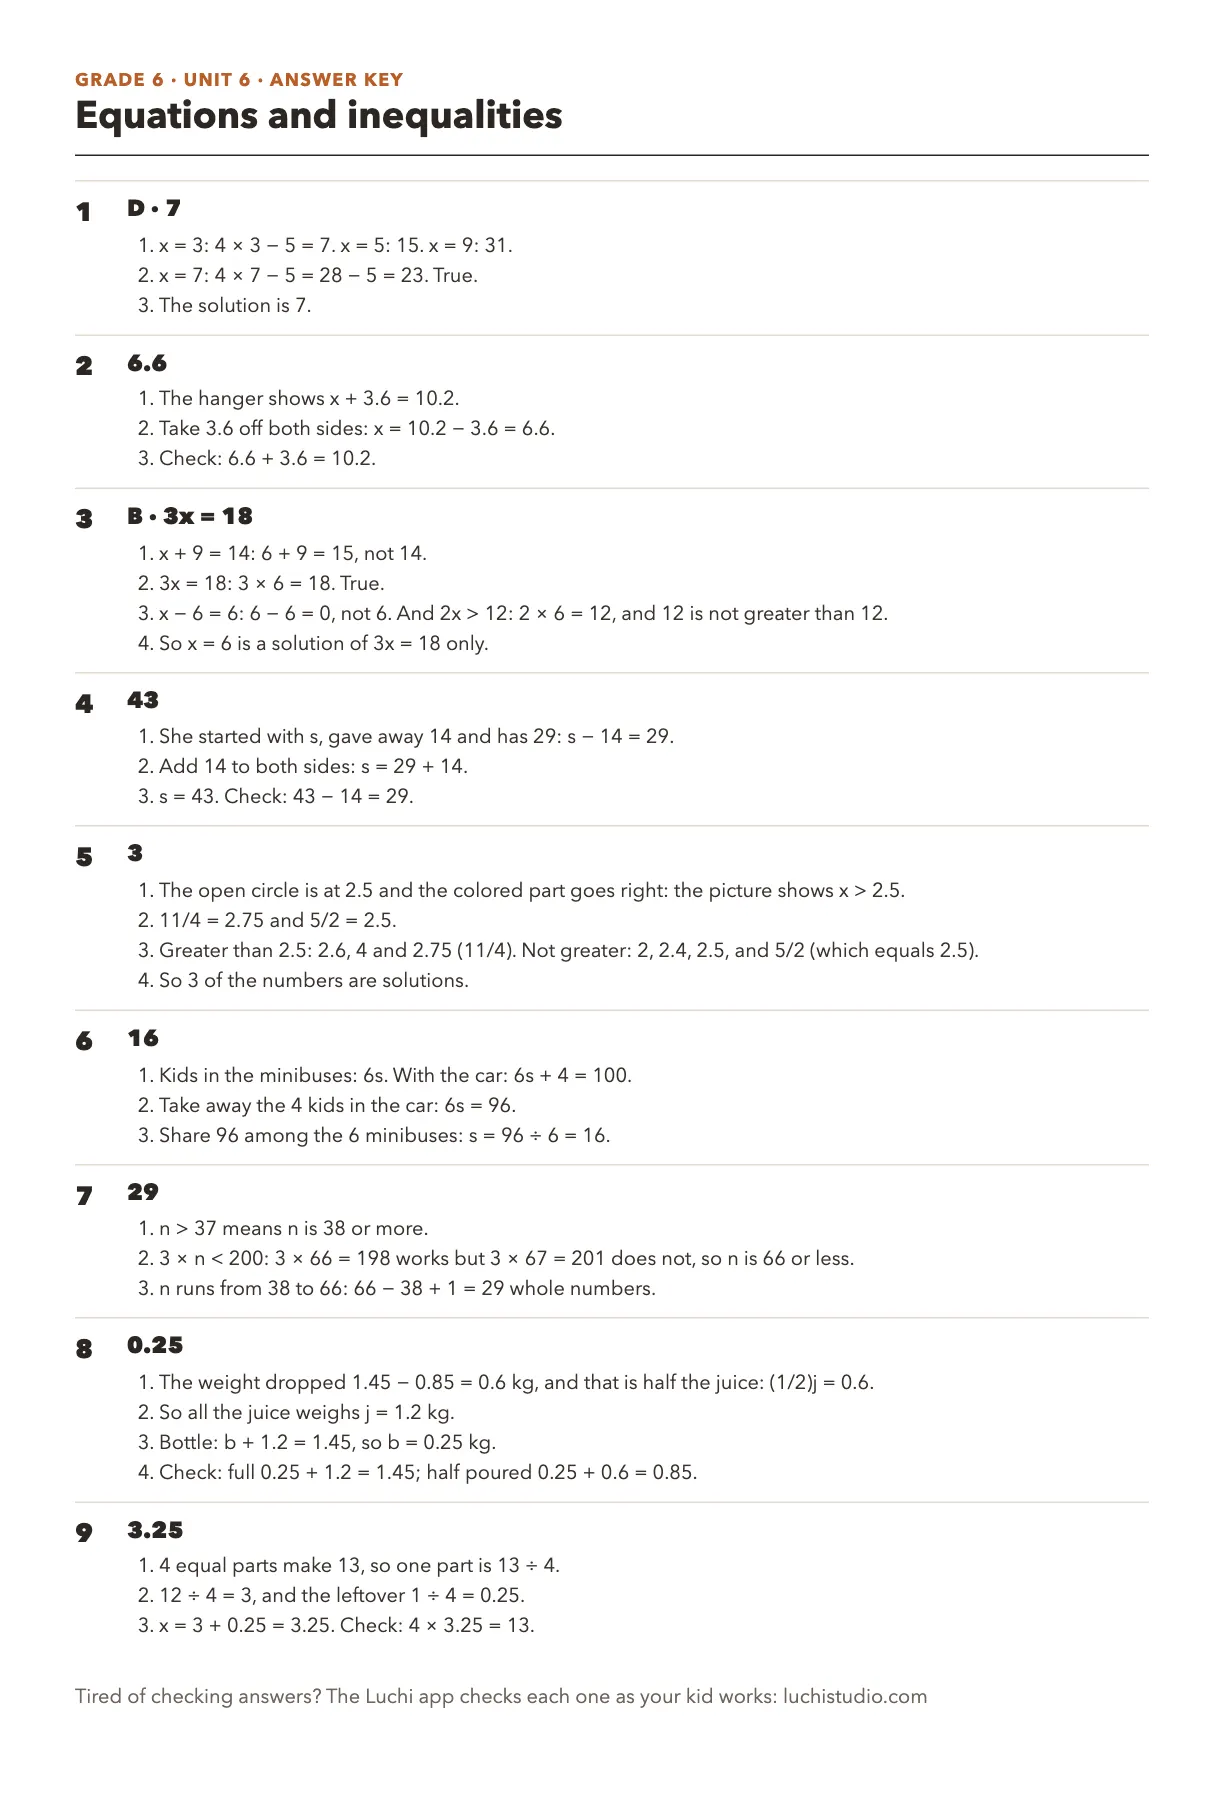 GRADE 6 · UNIT 6 · ANSWER KEY
Equations and inequalities
1 D · 7
1. x = 3: 4 × 3 − 5 = 7. x = 5: 15. x = 9: 31.
2. x = 7: 4 × 7 − 5 = 28 − 5 = 23. True.
3. The solution is 7.
2 6.6
1. The hanger shows x + 3.6 = 10.2.
2. Take 3.6 off both sides: x = 10.2 − 3.6 = 6.6.
3. Check: 6.6 + 3.6 = 10.2.
3 B · 3x = 18
1. x + 9 = 14: 6 + 9 = 15, not 14.
2. 3x = 18: 3 × 6 = 18. True.
3. x − 6 = 6: 6 − 6 = 0, not 6. And 2x > 12: 2 × 6 = 12, and 12 is not greater than 12.
4. So x = 6 is a solution of 3x = 18 only.
4 43
1. She started with s, gave away 14 and has 29: s − 14 = 29.
2. Add 14 to both sides: s = 29 + 14.
3. s = 43. Check: 43 − 14 = 29.
5 3
1. The open circle is at 2.5 and the colored part goes right: the picture shows x > 2.5.
2. 11/4 = 2.75 and 5/2 = 2.5.
3. Greater than 2.5: 2.6, 4 and 2.75 (11/4). Not greater: 2, 2.4, 2.5, and 5/2 (which equals 2.5).
4. So 3 of the numbers are solutions.
6 16
1. Kids in the minibuses: 6s. With the car: 6s + 4 = 100.
2. Take away the 4 kids in the car: 6s = 96.
3. Share 96 among the 6 minibuses: s = 96 ÷ 6 = 16.
7 29
1. n > 37 means n is 38 or more.
2. 3 × n < 200: 3 × 66 = 198 works but 3 × 67 = 201 does not, so n is 66 or less.
3. n runs from 38 to 66: 66 − 38 + 1 = 29 whole numbers.
8 0.25
1. The weight dropped 1.45 − 0.85 = 0.6 kg, and that is half the juice: (1/2)j = 0.6.
2. So all the juice weighs j = 1.2 kg.
3. Bottle: b + 1.2 = 1.45, so b = 0.25 kg.
4. Check: full 0.25 + 1.2 = 1.45; half poured 0.25 + 0.6 = 0.85.
9 3.25
1. 4 equal parts make 13, so one part is 13 ÷ 4.
2. 12 ÷ 4 = 3, and the leftover 1 ÷ 4 = 0.25.
3. x = 3 + 0.25 = 3.25. Check: 4 × 3.25 = 13.
Tired of checking answers? The Luchi app checks each one as your kid works: luchistudio.com